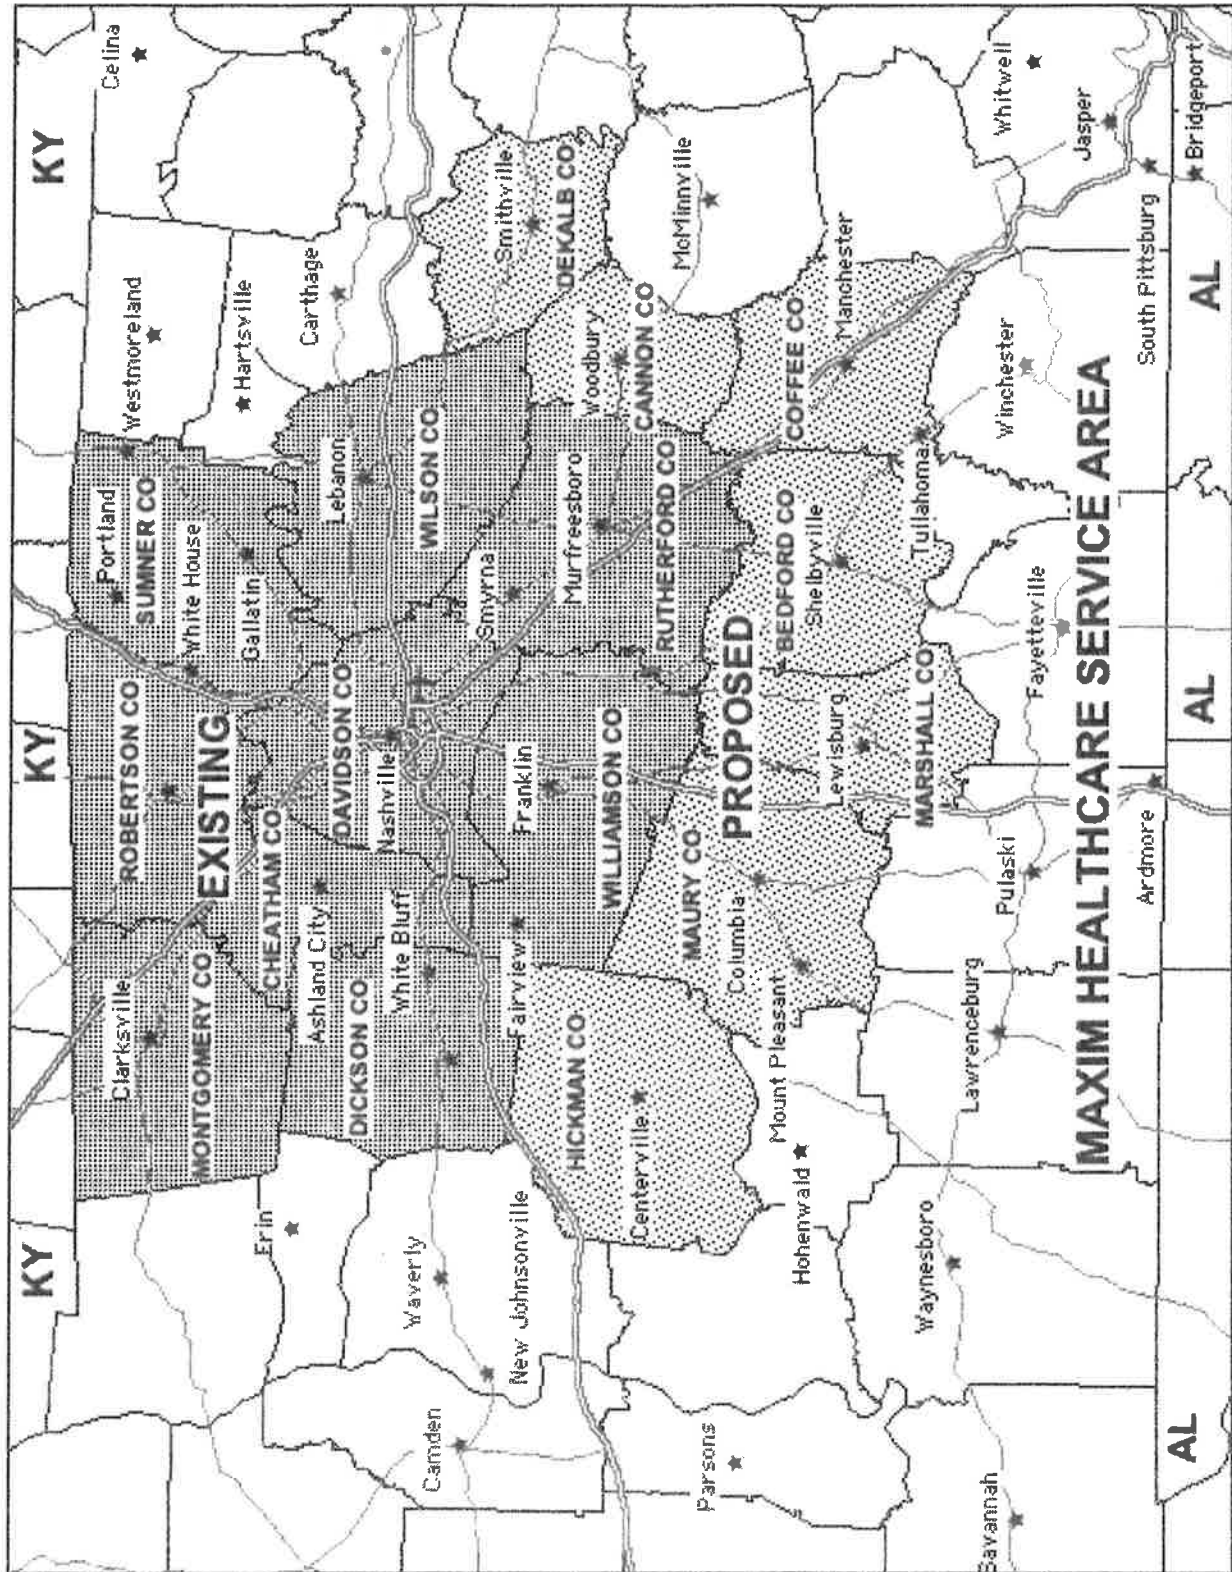 KY
KY
KY
Celina
Westmoreland
Portland
SUMNER CO
ROBERTSON CO
Clarksville
White House
EXISTING
MONTGOMERY CO
Hartsville
Gallatin
CHEATHAM CO
Erin
Carthage
Lebanon
DAVIDSON CO
Ashland City
WILSON CO
Nashville
White Bluff
DICKSON CO
Waverly
Camden
Smithville
Smyrna
Franklin
Fairview
New Johnsonville
DEKALB CO
Woodbury
Murfreesboro
HICKMAN CO
WILLIAMSON CO
CANNON CO
RUTHERFORD CO
Centerville
McMinnville
MAURY CO
Parsons
PROPOSED
Columbia
COFFEE CO
BEDFORD CO
Mount Pleasant
Manchester
Shelbyville
Lewisburg
Hohenwald
Tullahoma
MARSHALL CO
Waynesboro
Whitwell
Winchester
Pulaski
Lawrenceburg
Savannah
Fayetteville
Jasper
MAXIM HEALTHCARE SERVICE AREA
South Pittsburg
Ardmore
Bridgeport
AL
AL
AL